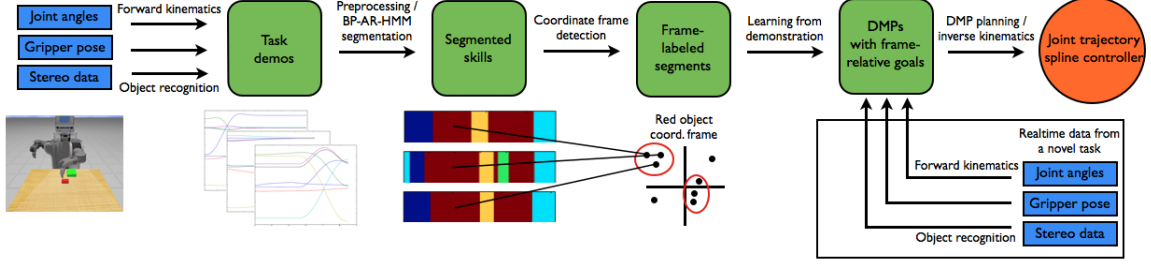 Joint angles
Gripper pose
Stereo data
Forward kinematics
Object recognition
Task
demos
Preprocessing /
BP-AR-HMM
segmentation
Segmented
skills
Coordinate frame
detection
Frame-
labeled
segments
Learning from
demonstration
DMPs
with frame-
relative goals
DMP planning /
inverse kinematics
Joint trajectory
spline controller
Red object
coord. frame
Realtime data from
a novel task
Forward kinematics
Joint angles
Gripper pose
Object recognition
Stereo data